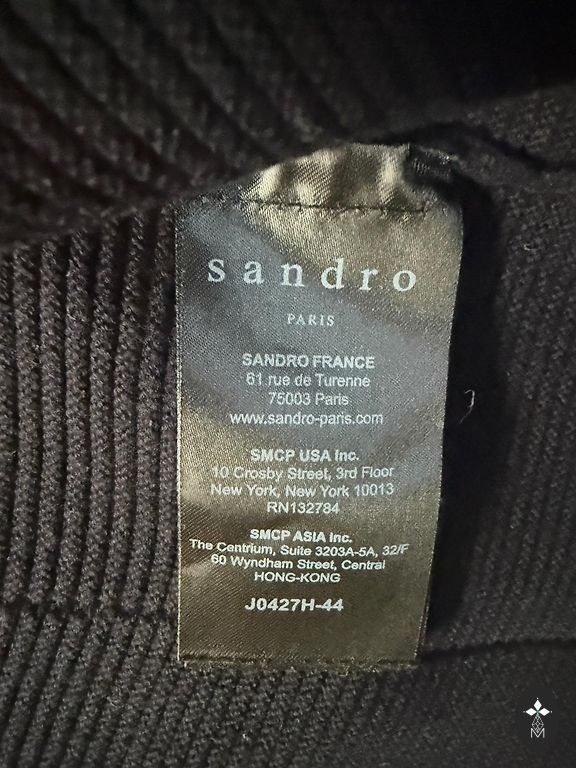 sandro
PARIS
SANDRO FRANCE
61 rue de Turenne
75003 Paris
www.sandro-paris.com
SMCP USA Inc.
10 Crosby Street, 3rd Floor
New York, New York 10013
RN132784
SMCP ASIA Inc.
The Centrium, Suite 3203A-5A, 32/F
60 Wyndham Street, Central
HONG-KONG
J0427H-44
M